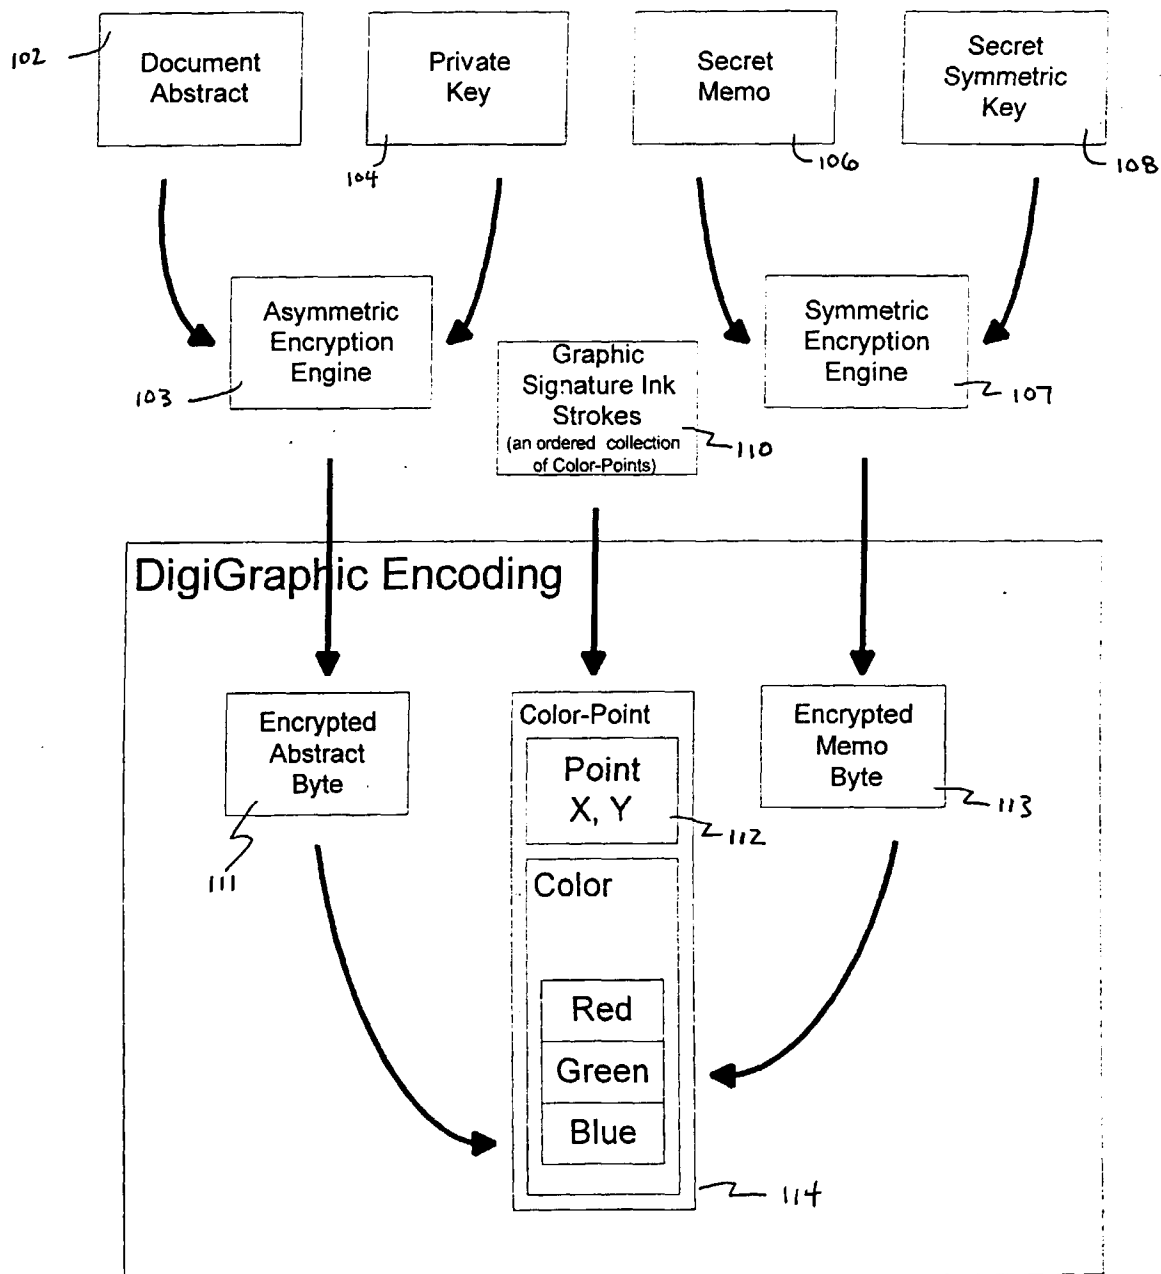 102
Document
Abstract
Private
Key
104
Secret
Memo
106
Secret
Symmetric
Key
108
Asymmetric
Encryption
Engine
103
Graphic
Signature Ink
Strokes
(an ordered collection
of Color-Points)
110
Symmetric
Encryption
Engine
107
DigiGraphic Encoding
Encrypted
Abstract
Byte
111
Color-Point
Point
X, Y
112
Encrypted
Memo
Byte
113
Color
Red
Green
Blue
114